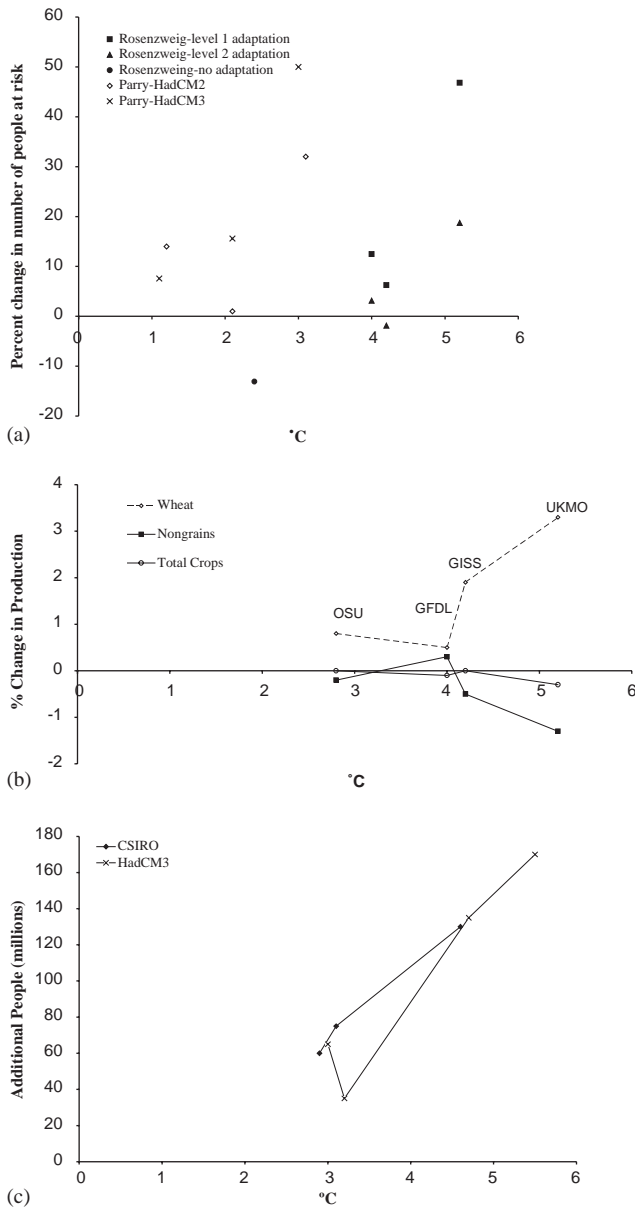 60
50
40
30
20
10
0
-10
-20
Percent change in number of people at risk
Rosenzweig-level 1 adaptation
Rosenzweig-level 2 adaptation
Rosenzweing-no adaptation
Parry-HadCM2
Parry-HadCM3
0 1 2 3 4 5 6
°C
(a)
4
3
2
1
0
-1
-2
% Change in Production
Wheat
Nongrains
Total Crops
OSU
GFDL
GISS
UKMO
0 1 2 3 4 5 6
°C
(b)
180
160
140
120
100
80
60
40
20
0
Additional People (millions)
CSIRO
HadCM3
0 1 2 3 4 5 6
ºC
(c)